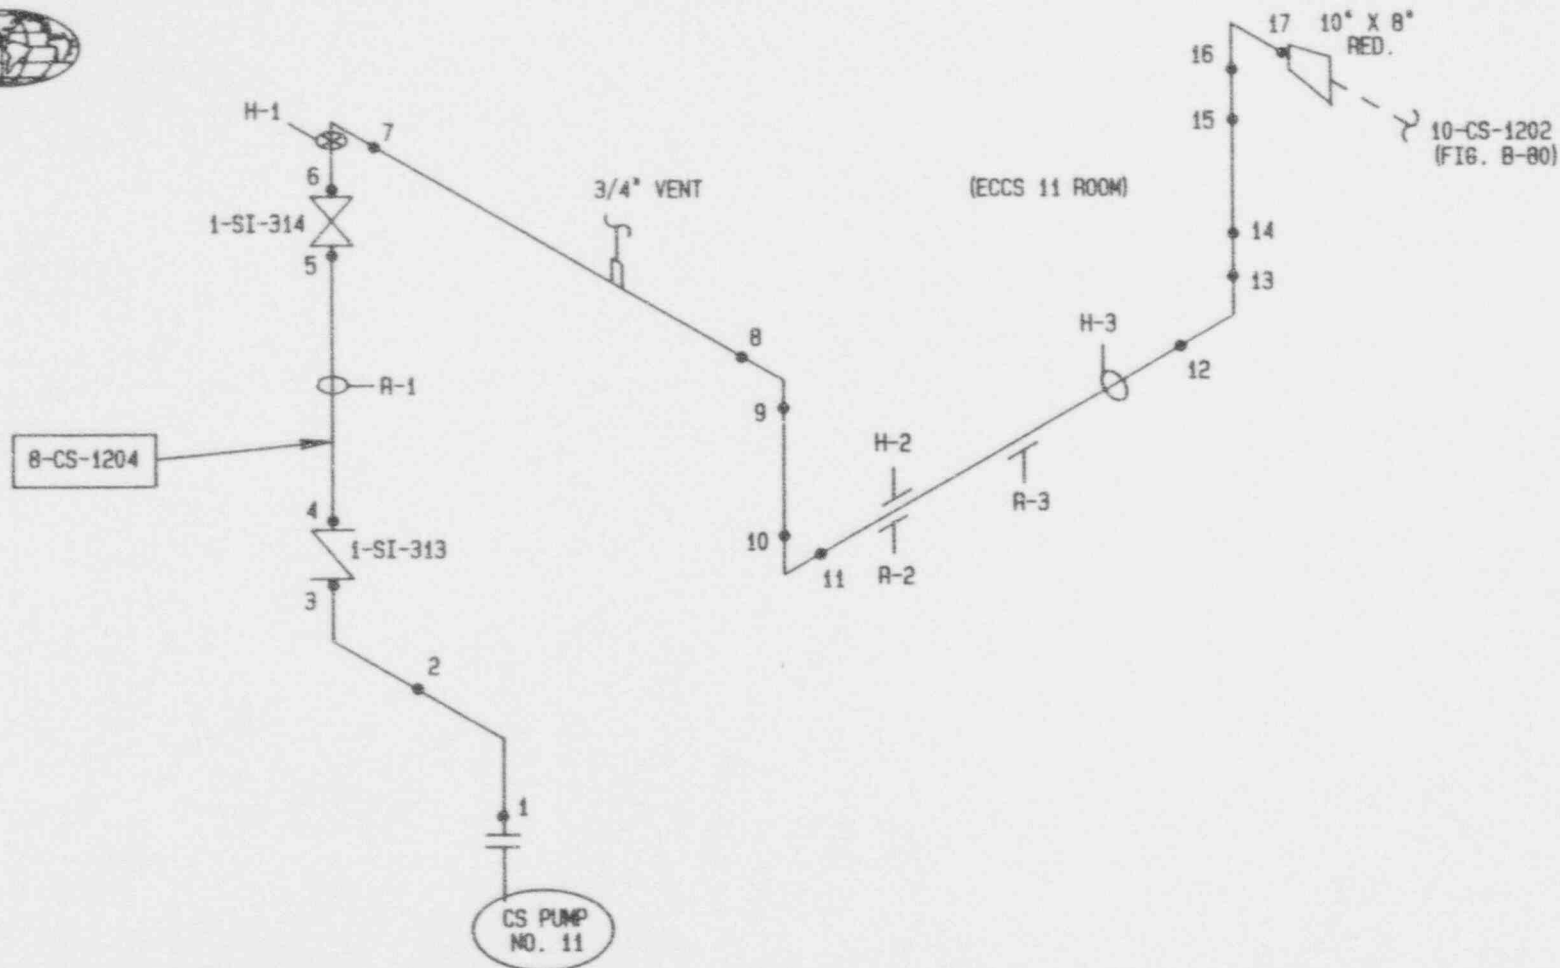 17 10" X 8"
RED.
16
H-1
7
15
10-CS-1202
(FIG. B-80)
6
3/4" VENT
(ECCS 11 ROOM)
1-SI-314
14
5
13
H-3
8
12
R-1
9
H-2
8-CS-1204
R-3
4
10
1-SI-313
11 R-2
3
2
1
CS PUMP
NO. 11